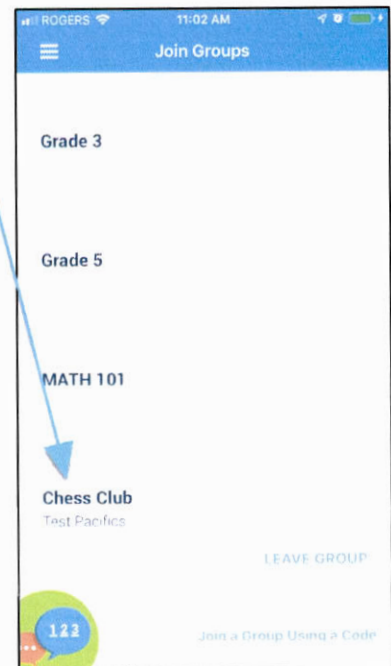 ROGERS 11:02 AM
Join Groups
Grade 3
Grade 5
MATH 101
Chess Club
Test Pacifics
LEAVE GROUP
123
Join a Group Using a Code